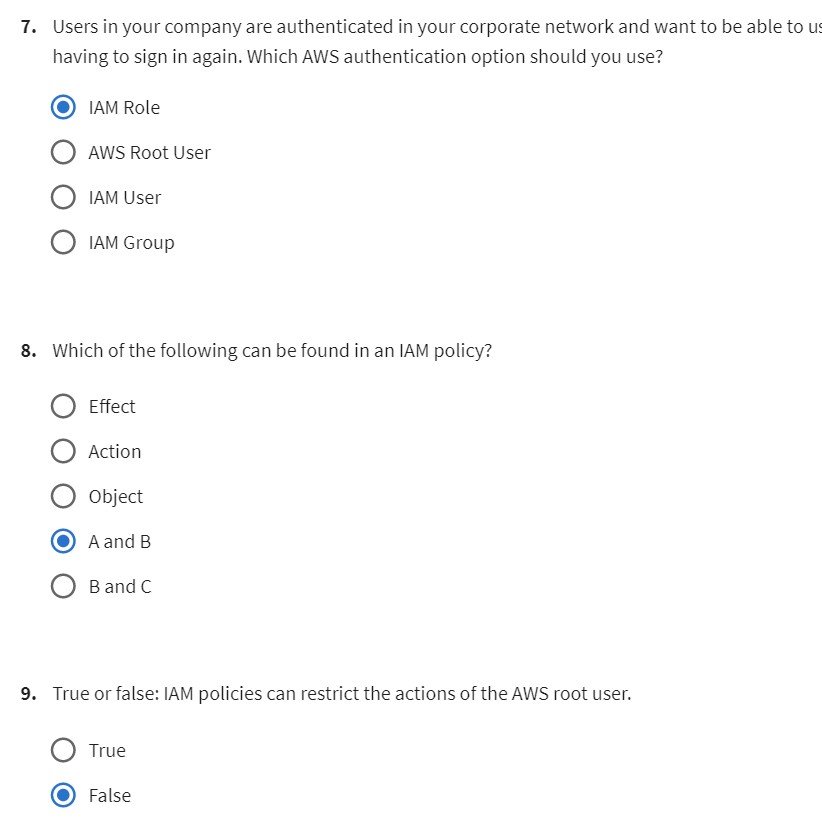 7. Users in your company are authenticated in your corporate network and want to be able to
having to sign in again. Which AWS authentication option should you use?
IAM Role
AWS Root User
IAM User
IAM Group
8. Which of the following can be found in an IAM policy?
Effect
Action
Object
A and B
B and C
9. True or false: IAM policies can restrict the actions of the AWS root user.
True
False